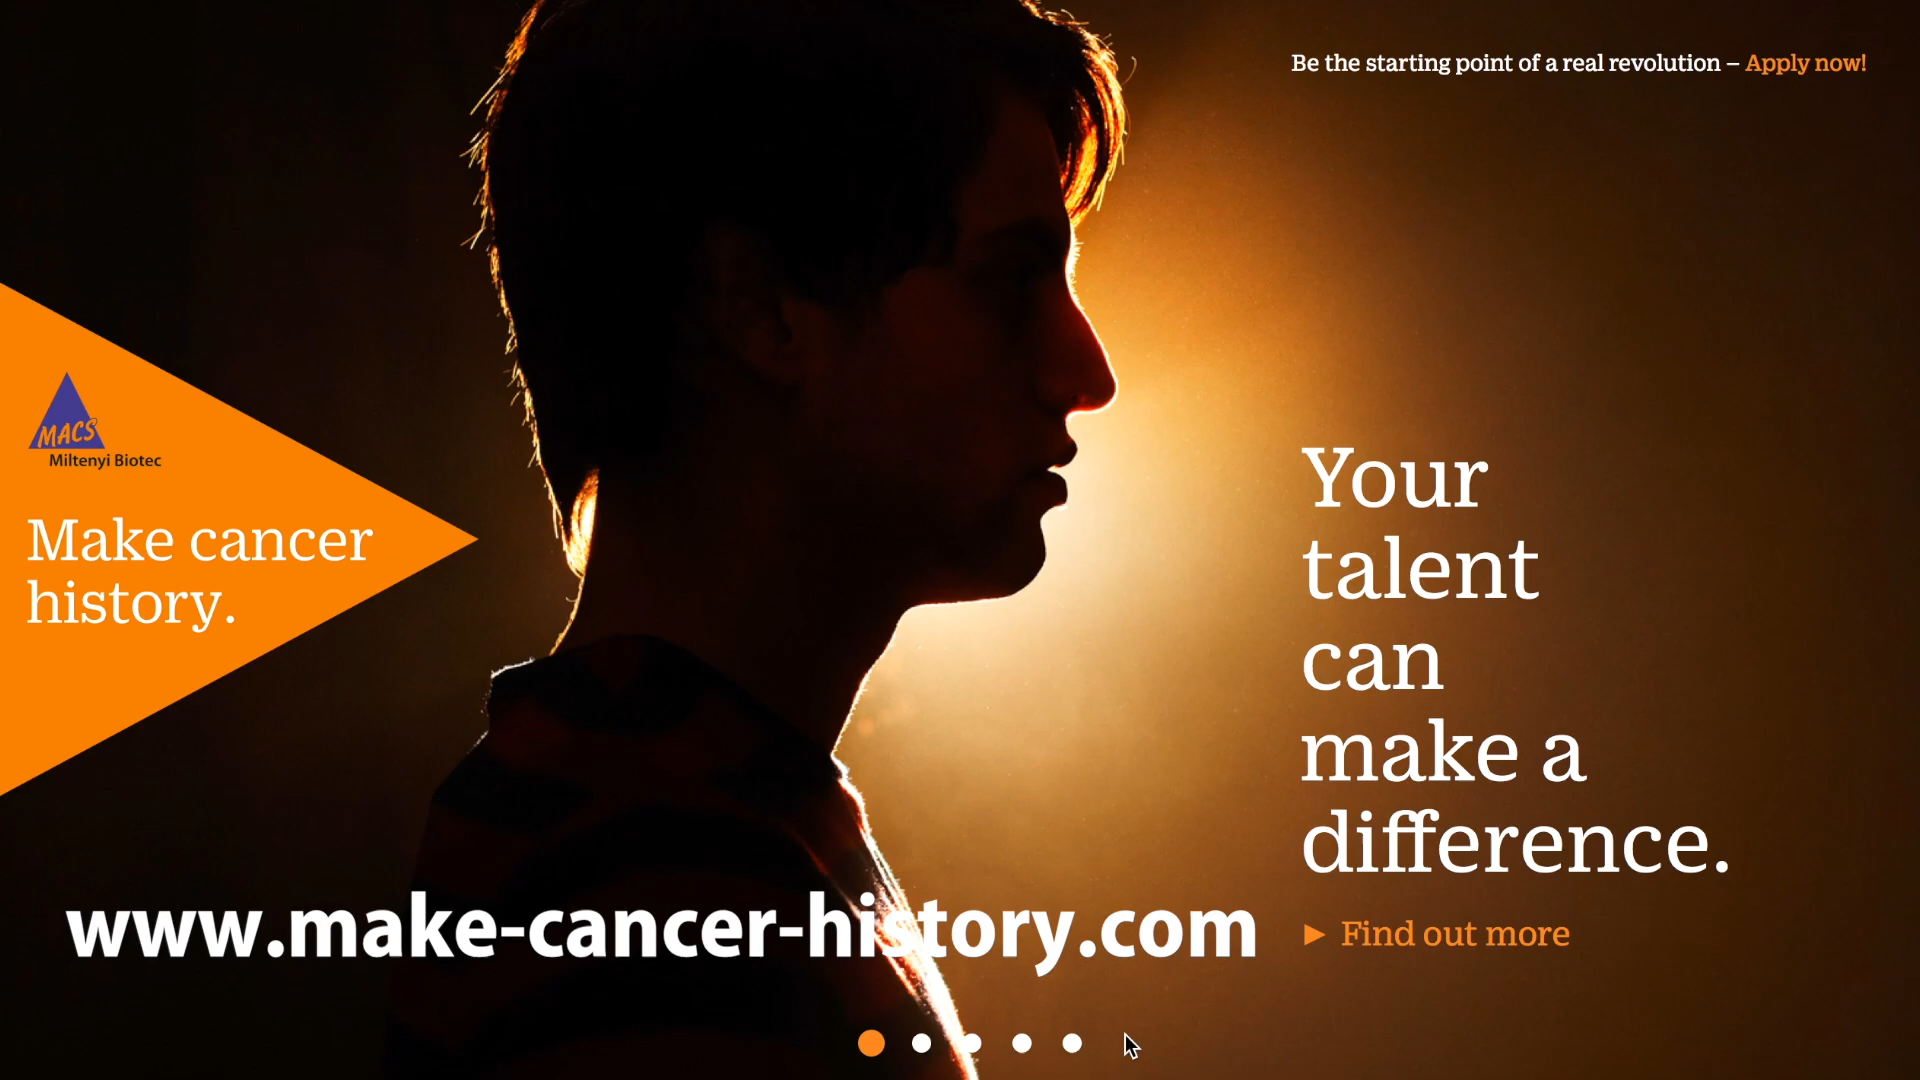 Be the starting point of a real revolution – Apply now!
MACS
Miltenyi Biotec
Make cancer
history.
Your
talent
can
make a
difference.
► Find out more
www.make-cancer-history.com